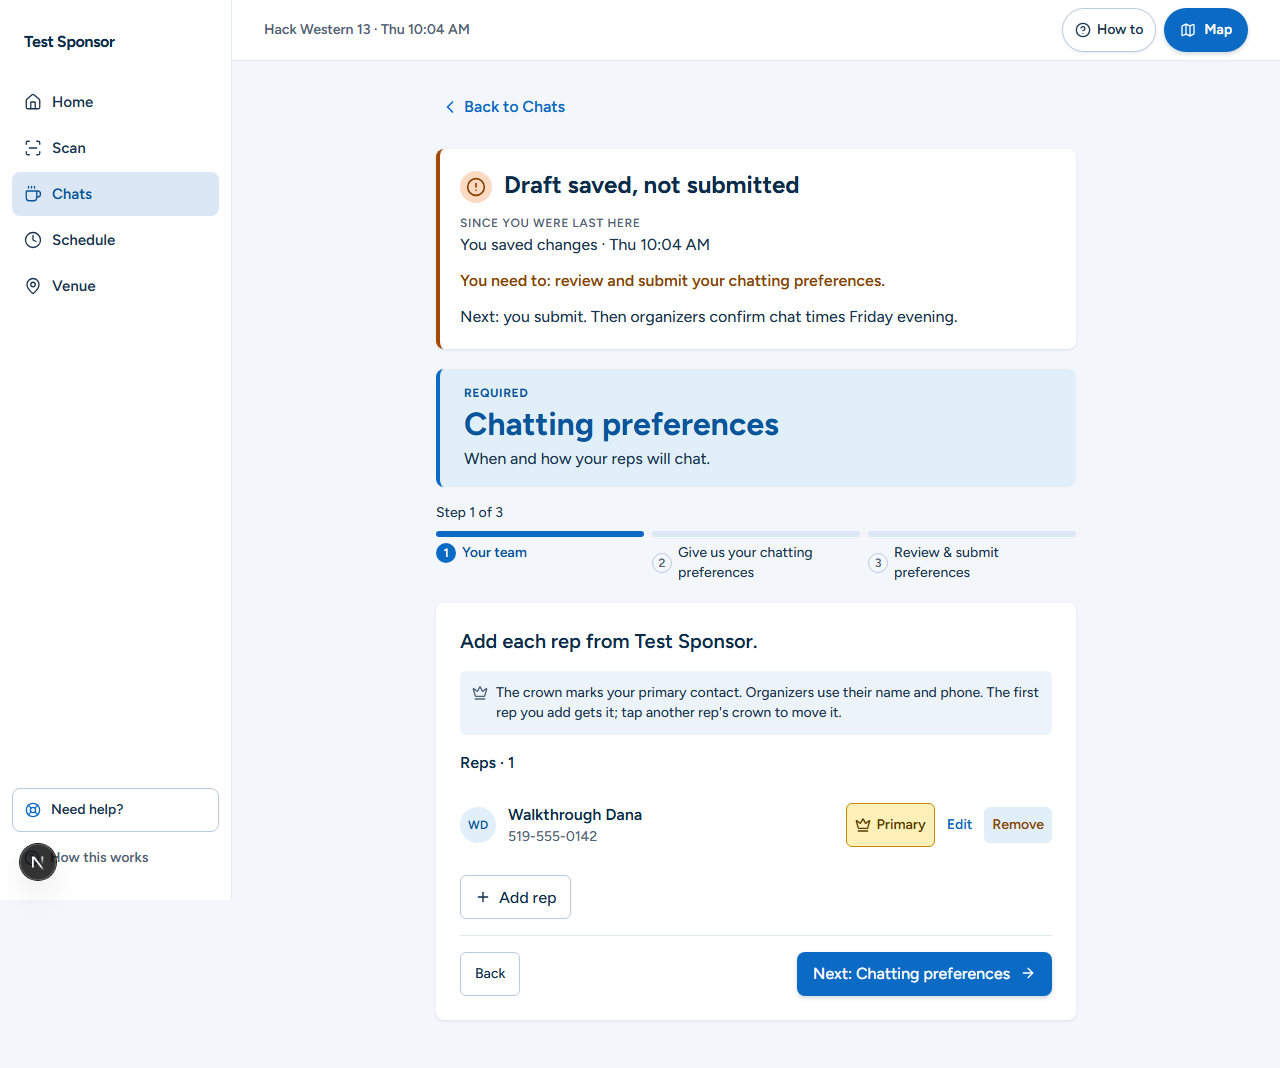 Test Sponsor
Home
Scan
Chats
Schedule
Venue
Need help?
How this works
N
Hack Western 13 · Thu 10:04 AM
How to
Map
Back to Chats
Draft saved, not submitted
SINCE YOU WERE LAST HERE
You saved changes · Thu 10:04 AM
You need to: review and submit your chatting preferences.
Next: you submit. Then organizers confirm chat times Friday evening.
REQUIRED
Chatting preferences
When and how your reps will chat.
Step 1 of 3
1 Your team
2 Give us your chatting
preferences
3 Review & submit
preferences
Add each rep from Test Sponsor.
The crown marks your primary contact. Organizers use their name and phone. The first
rep you add gets it; tap another rep's crown to move it.
Reps · 1
WD
Walkthrough Dana
519-555-0142
Primary
Edit
Remove
Add rep
Back
Next: Chatting preferences